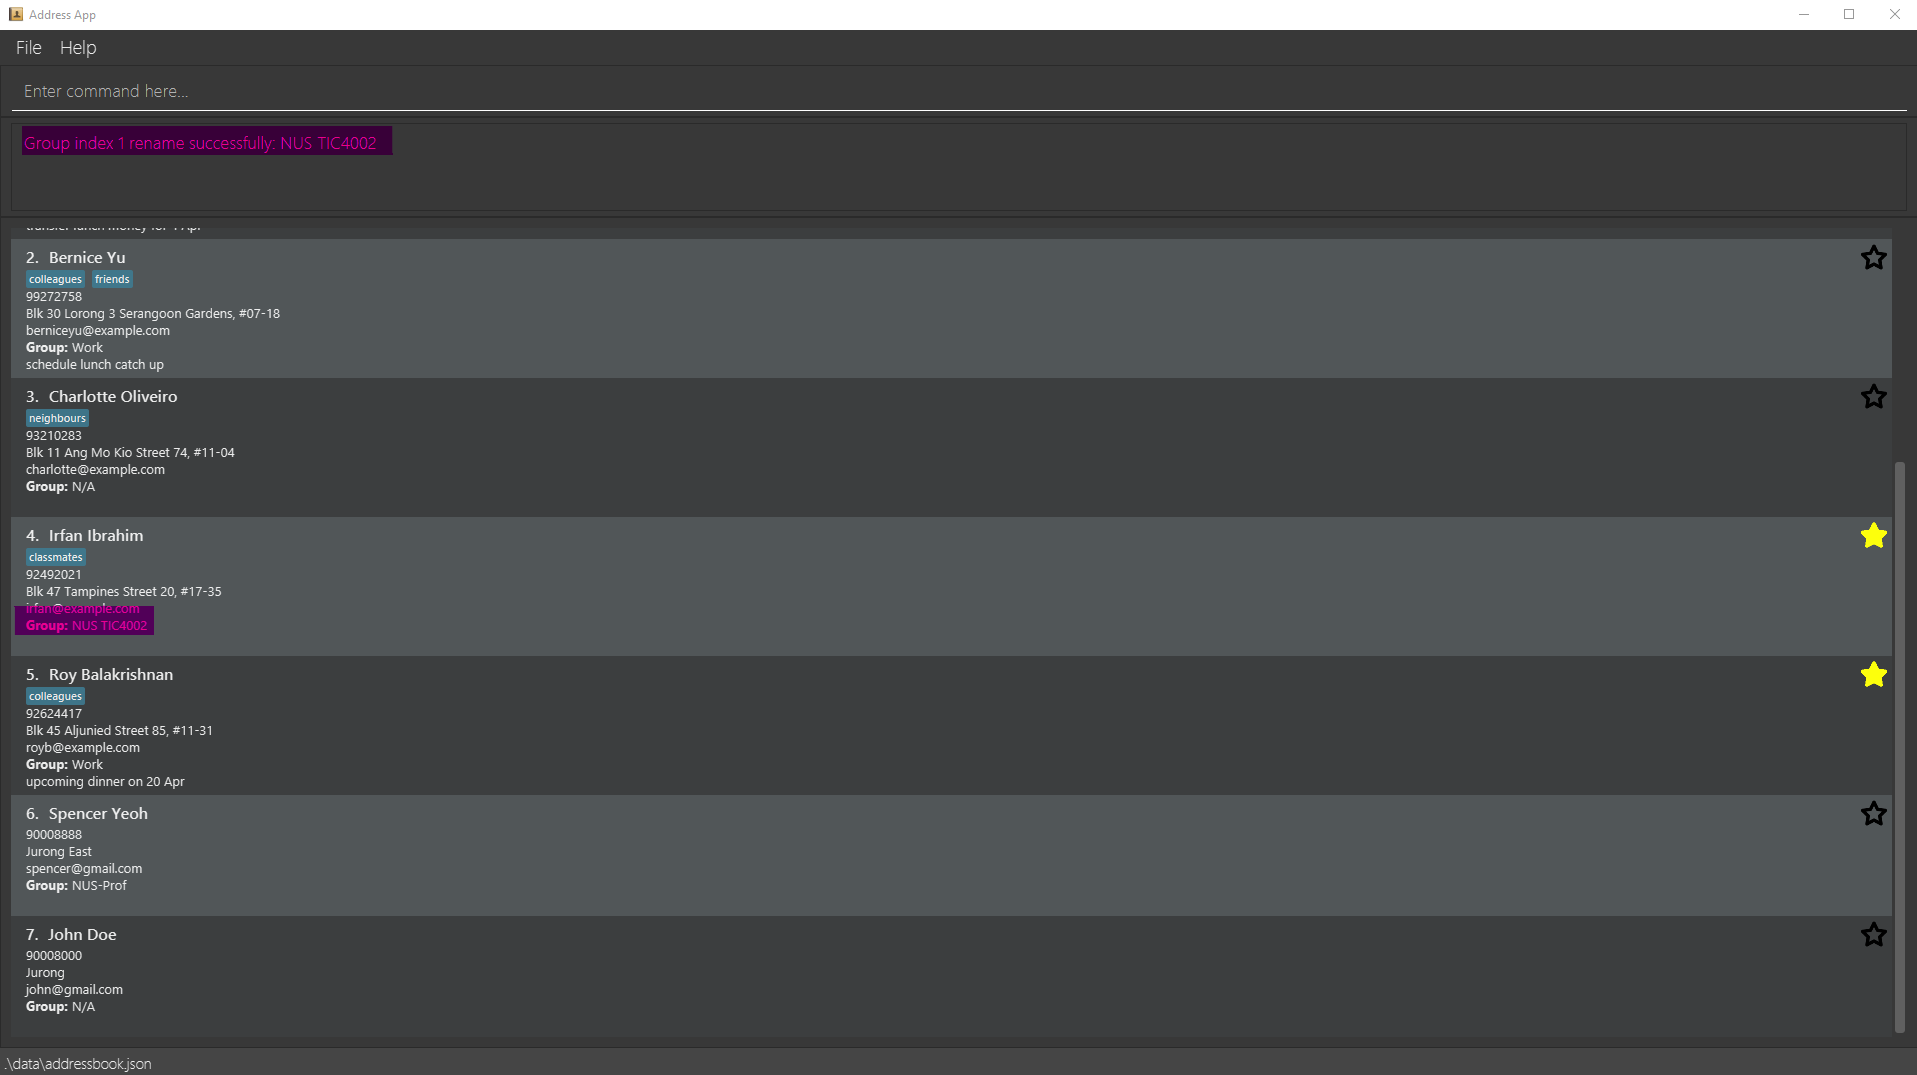 Address App
File Help
Enter command here...
Group index 1 rename successfully: NUS TIC4002
transfer lunch money for 1 Apr
2. Bernice Yu
colleagues friends
99272758
Blk 30 Lorong 3 Serangoon Gardens, #07-18
berniceyu@example.com
Group: Work
schedule lunch catch up
3. Charlotte Oliveiro
neighbours
93210283
Blk 11 Ang Mo Kio Street 74, #11-04
charlotte@example.com
Group: N/A
4. Irfan Ibrahim
classmates
92492021
Blk 47 Tampines Street 20, #17-35
irfan@example.com
Group: NUS TIC4002
5. Roy Balakrishnan
colleagues
92624417
Blk 45 Aljunied Street 85, #11-31
royb@example.com
Group: Work
upcoming dinner on 20 Apr
6. Spencer Yeoh
90008888
Jurong East
spencer@gmail.com
Group: NUS-Prof
7. John Doe
90008000
Jurong
john@gmail.com
Group: N/A
.\data\addressbook.json